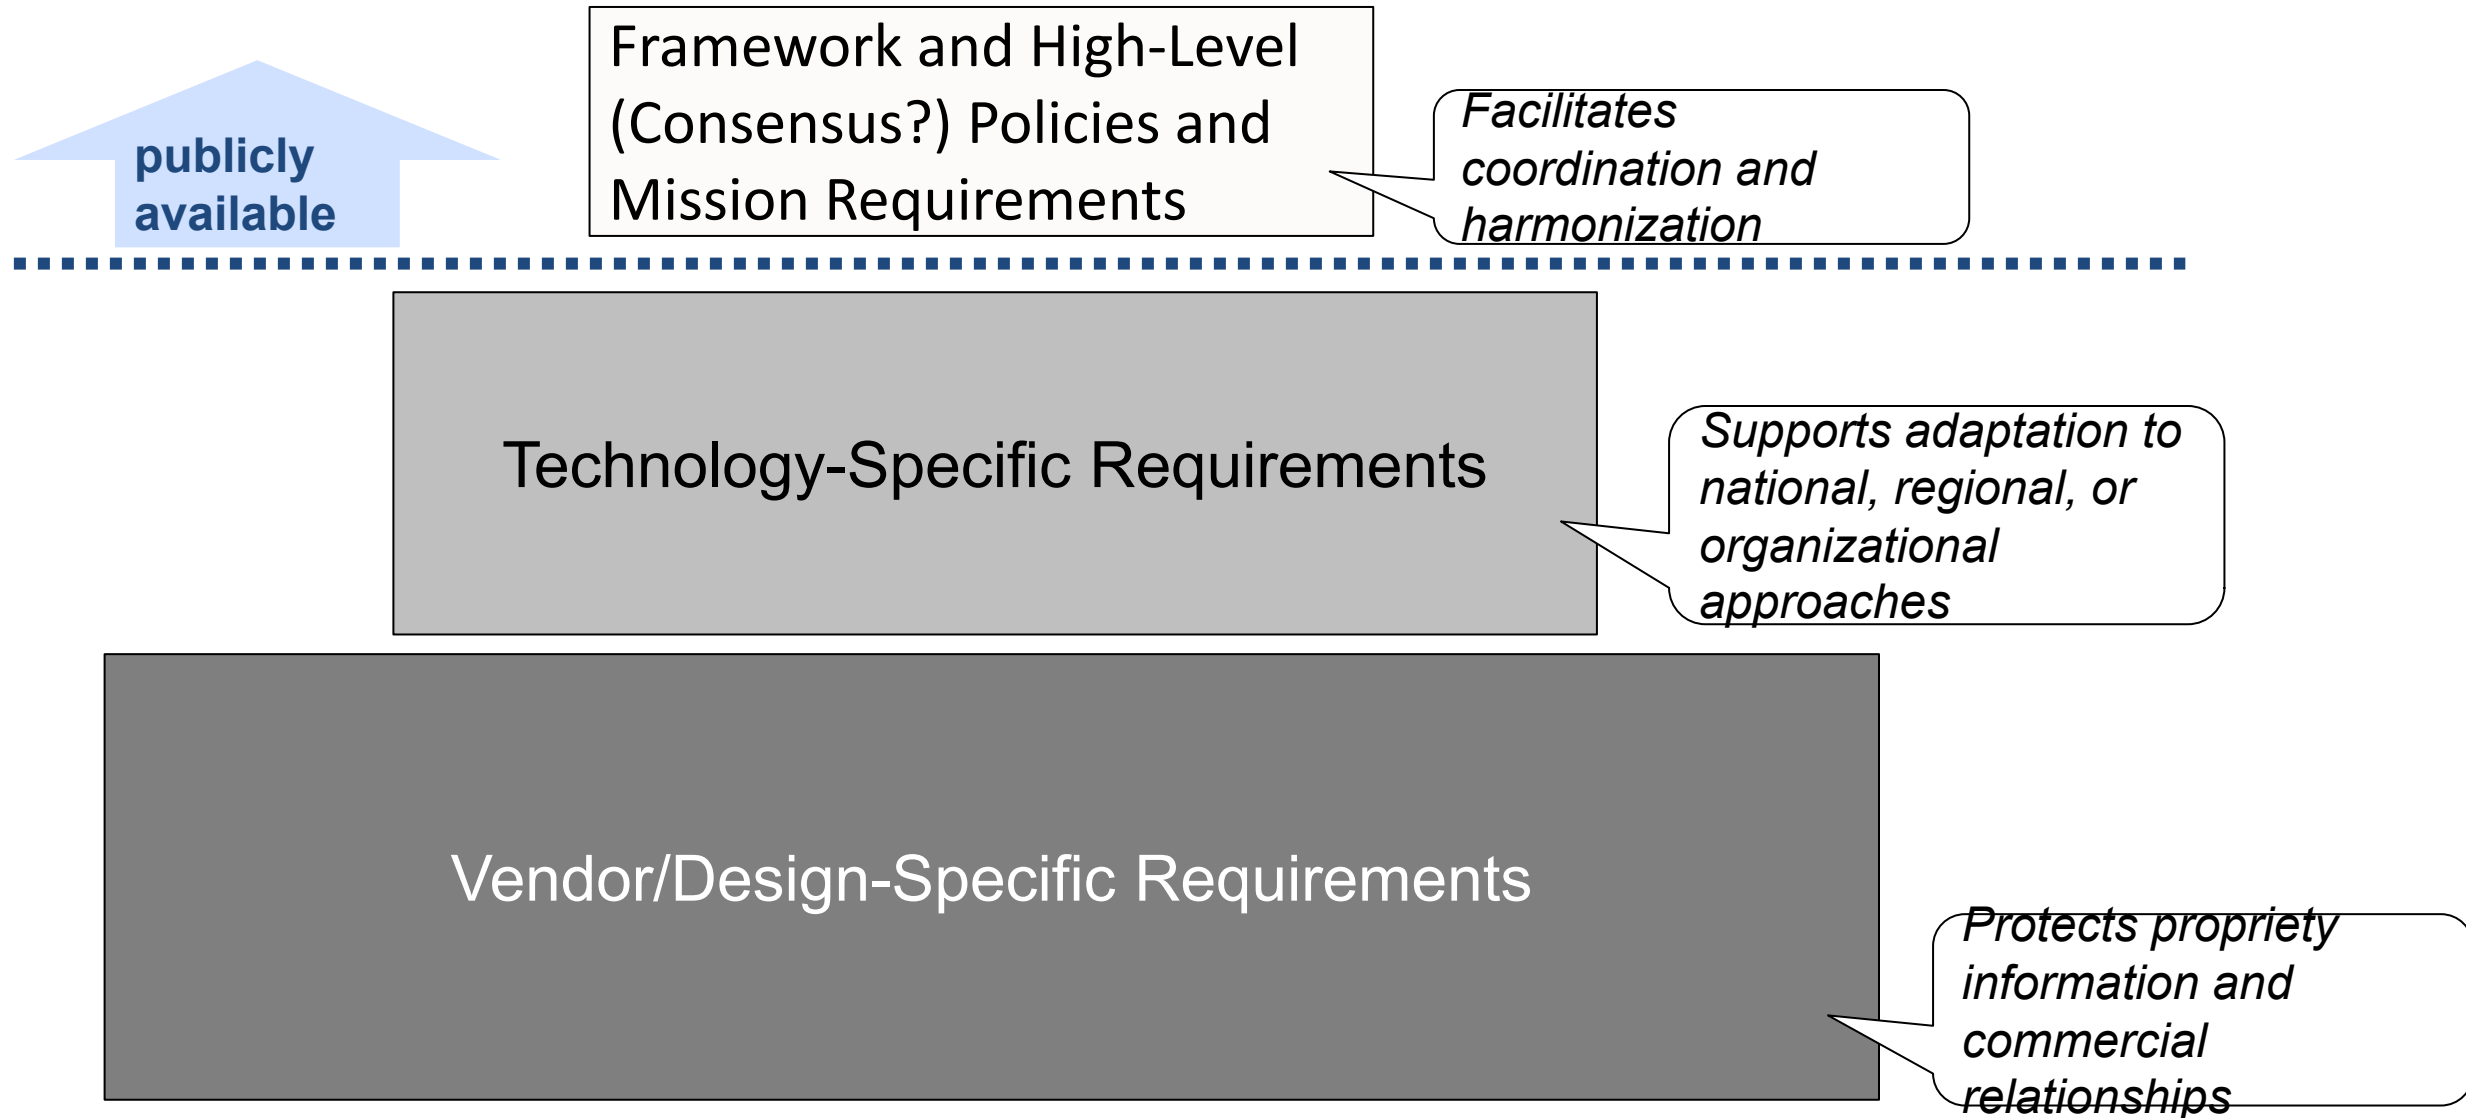 Framework and High-Level
(Consensus?) Policies and
Mission Requirements
publicly
available
Facilitates
coordination and
harmonization
Technology-Specific Requirements
Supports adaptation to
national, regional, or
organizational
approaches
Vendor/Design-Specific Requirements
Protects propriety
information and
commercial
relationships